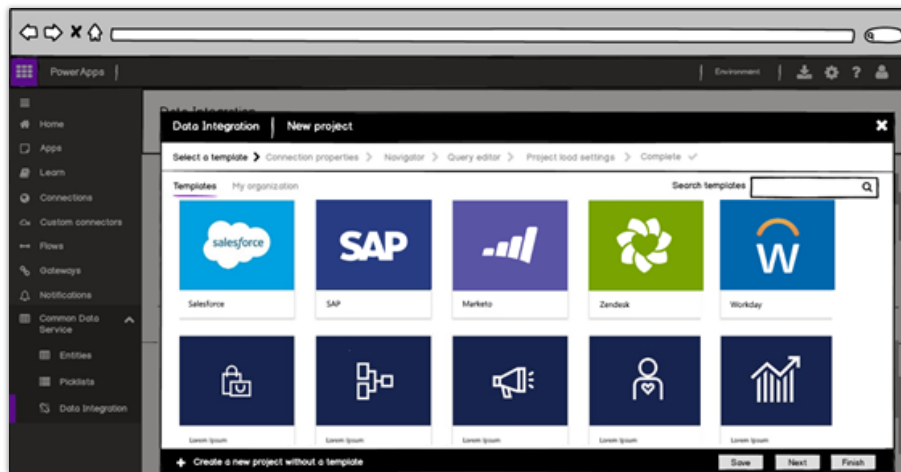 PowerApps
Environment
?
Home
Apps
Learn
Connections
Custom connectors
Flows
Gateways
Notifications
Common Data
Service
Entities
Picklists
Data Integration
Data Integration
Data Integration | New project
Select a template > Connection properties > Navigator > Query editor > Project load settings > Complete
Templates My organization Search templates
salesforce SAP W
Salesforce SAP Marketo Zendesk Workday
Lorem Ipsum Lorem Ipsum Lorem Ipsum Lorem Ipsum Lorem Ipsum
+ Create a new project without a template Save Next Finish